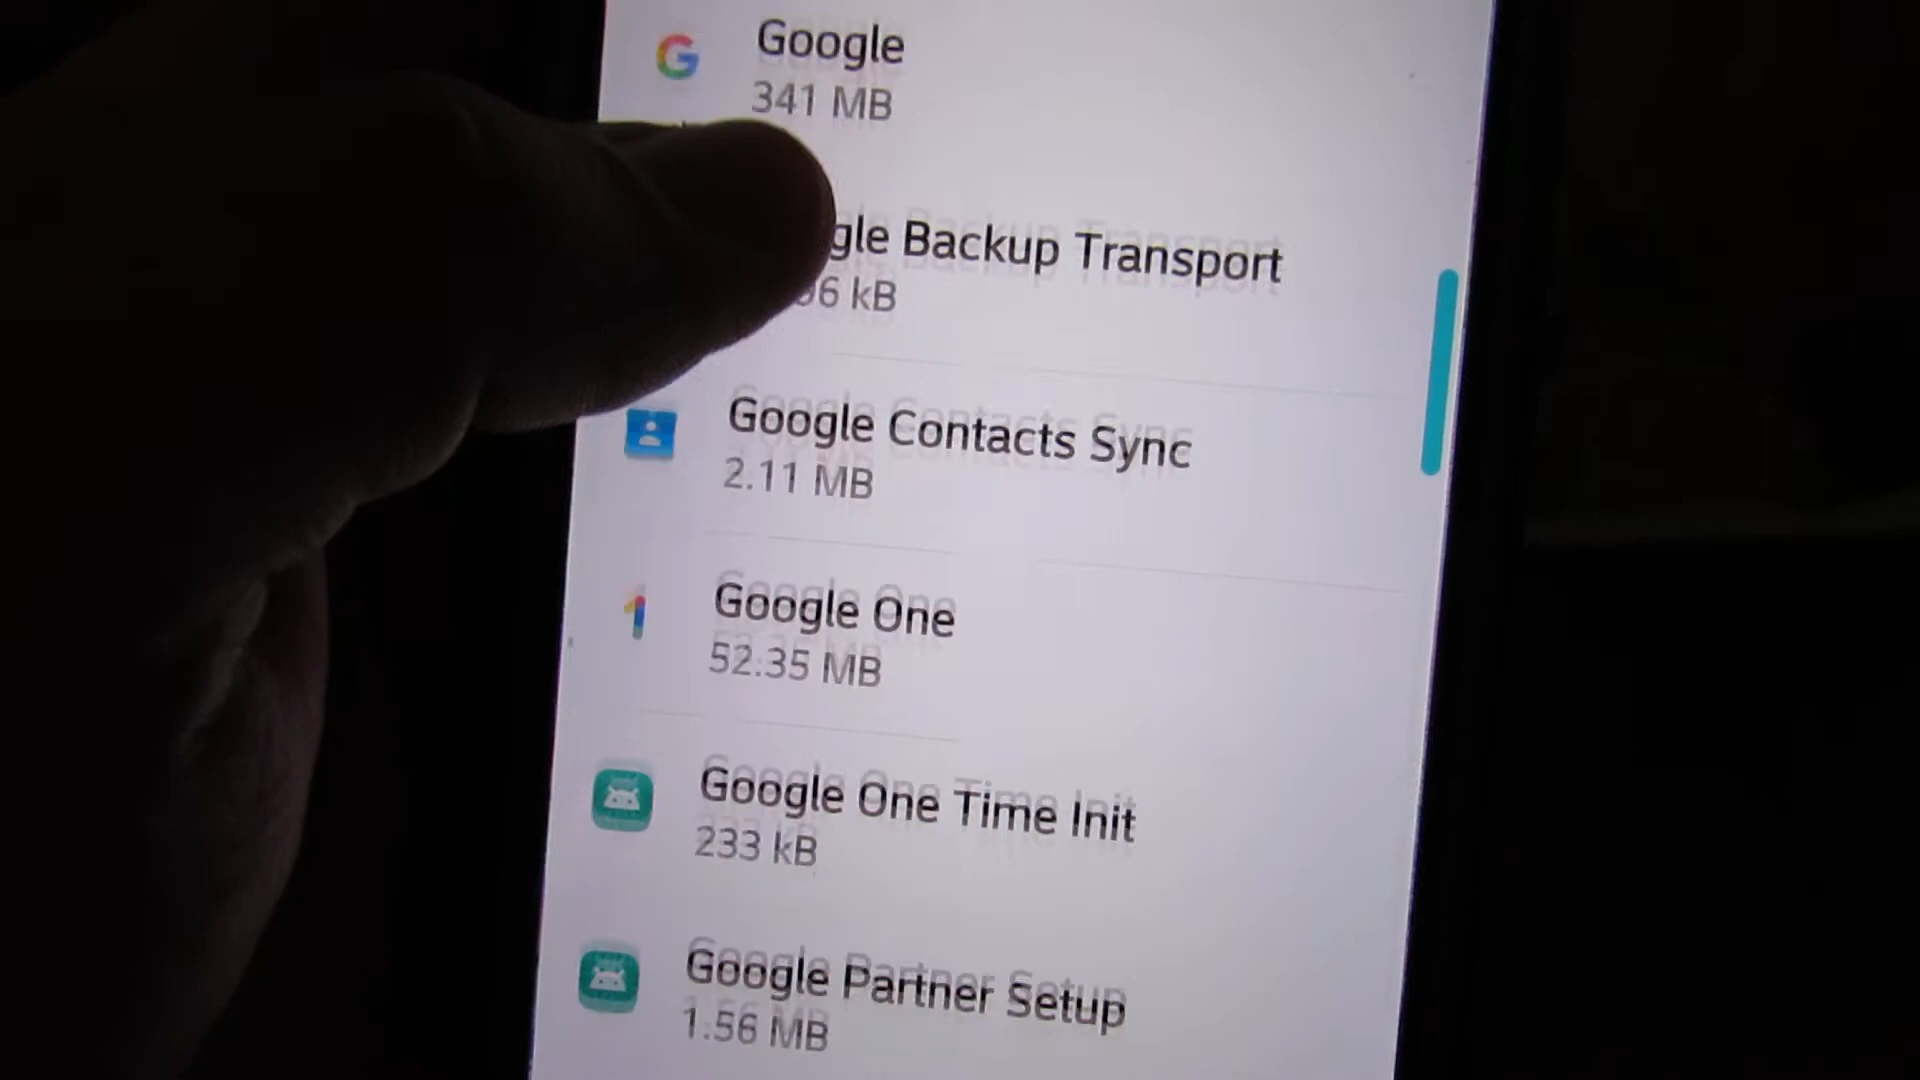 Google
341 MB
gle Backup Transport
6 kB
Google Contacts Sync
2.11 MB
Google One
52.35 MB
Google One Time Init
233 kB
Google Partner Setup
1.56 MB